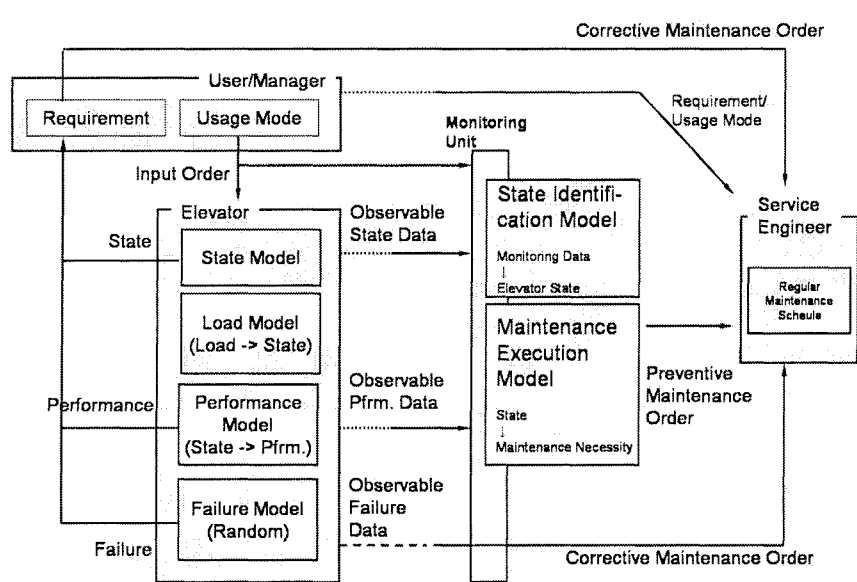 Corrective Maintenance Order
User/Manager
Requirement
Usage Mode
Requirement/
Usage Mode
Monitoring
Unit
Input Order
Elevator
Observable
State Data
State Identifi-
cation Model
Monitoring Data
↓
Elevator State
Service
Engineer
Regular
Maintenance
Scheule
State
State Model
Load Model
(Load -> State)
Maintenance
Execution
Model
State
↓
Maintenance Necessity
Preventive
Maintenance
Order
Performance
Performance
Model
(State -> Pfrm.)
Observable
Pfrm. Data
Failure Model
(Random)
Failure
Observable
Failure
Data
Corrective Maintenance Order